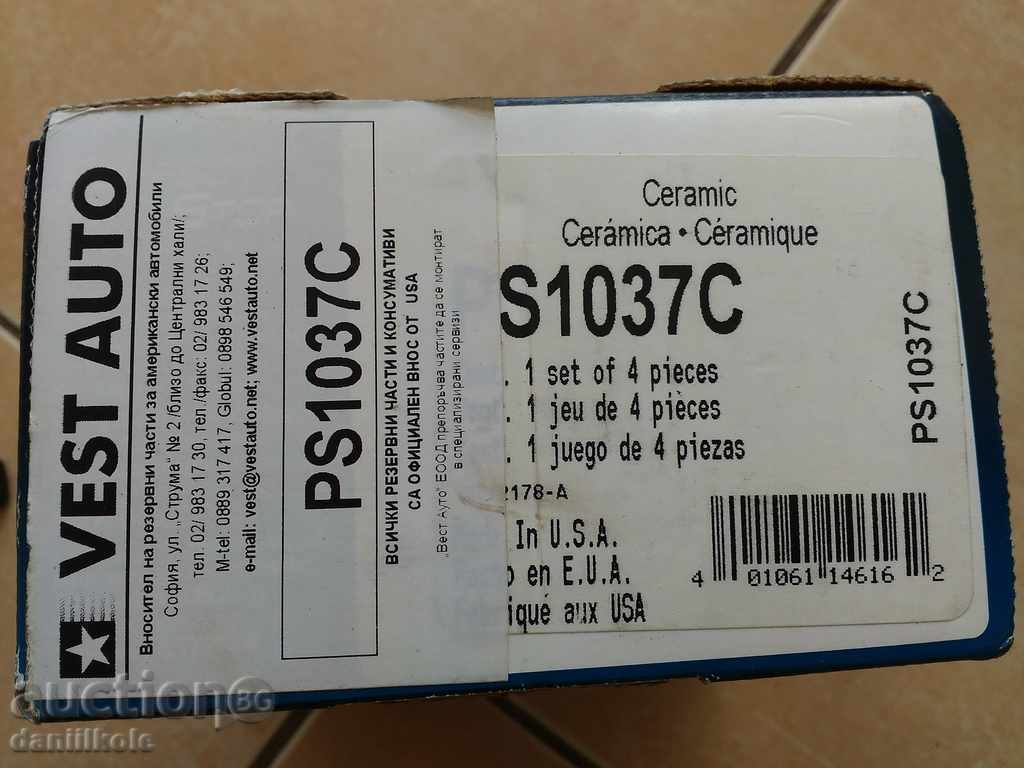 VEST AUTO
Вносител на резервни части за американски автомобили
София, ул. „Струма“ № 2 /близо до Централни хали/;
тел. 02/ 983 17 30, тел./факс: 02/ 983 17 26;
M-tel: 0889 317 417, Globul: 0898 546 549;
e-mail: vest@vestauto.net; www.vestauto.net
PS1037C
ВСИЧКИ РЕЗЕРВНИ ЧАСТИ И КОНСУМАТИВИ
СА ОФИЦИАЛЕН ВНОС ОТ USA
„Вест Ауто“ ЕООД препоръчва частите да се монтират
в специализирани сервизи
Ceramic
Cerámica • Céramique
S1037C
. 1 set of 4 pieces
. 1 jeu de 4 pièces
. 1 juego de 4 piezas
2178-A
In U.S.A.
o en E.U.A.
iqué aux USA
PS1037C
4 01061 14616 2
auctionBG
daniilkole